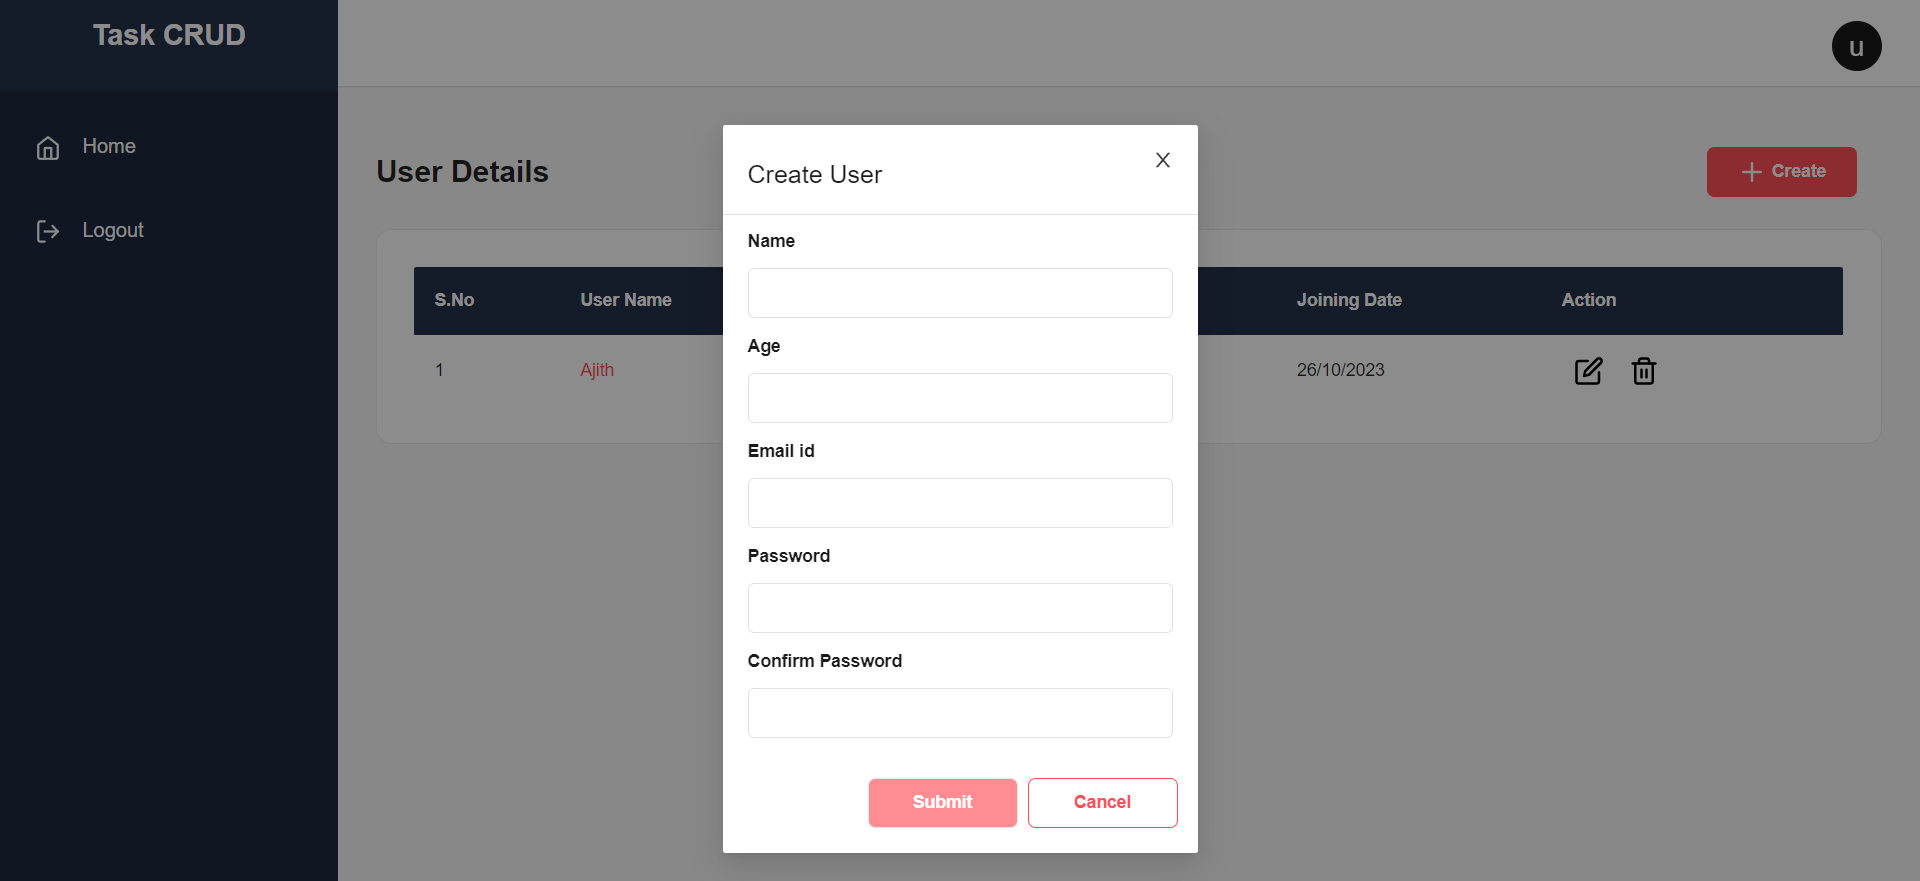 Task CRUD
u
Home
Logout
User Details
Create
S.No User Name Joining Date Action
1 Ajith 26/10/2023
Create User
X
Name
Age
Email id
Password
Confirm Password
Submit Cancel